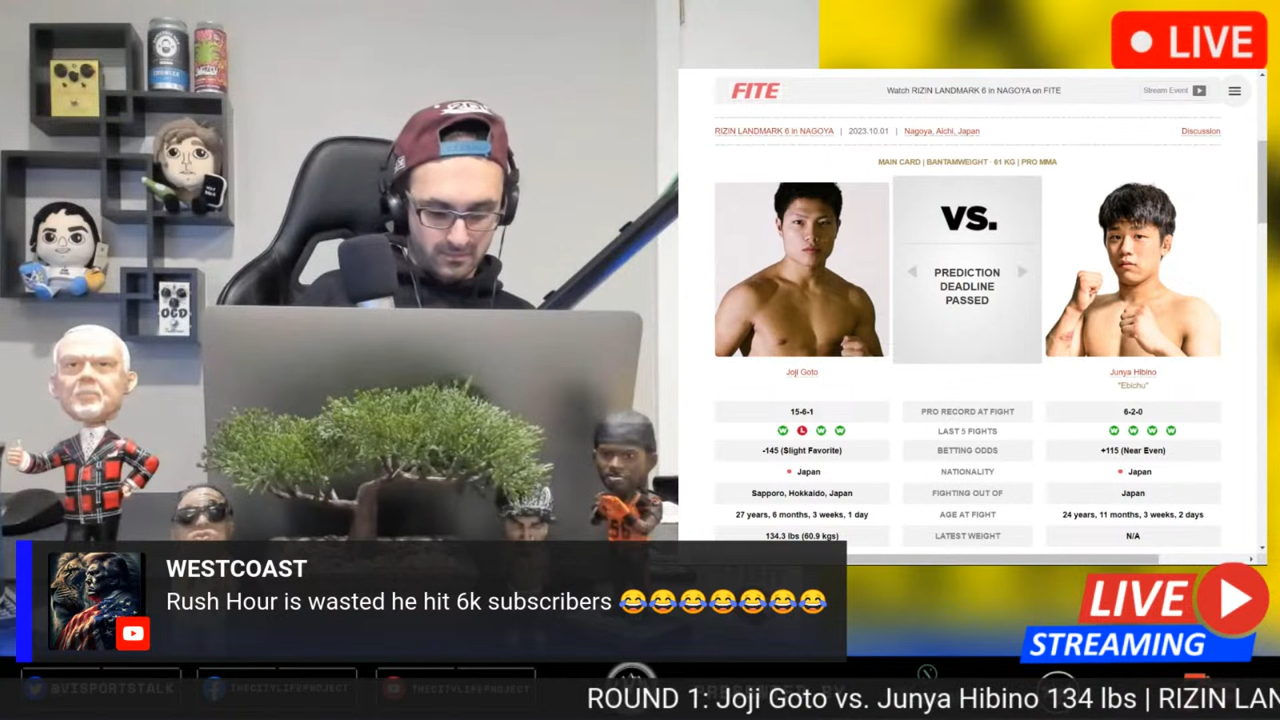 LIVE
FITE
Watch RIZIN LANDMARK 6 in NAGOYA on FITE
Stream Event
RIZIN LANDMARK 6 in NAGOYA | 2023.10.01 | Nagoya, Aichi, Japan
Discussion
MAIN CARD | BANTAMWEIGHT · 61 KG | PRO MMA
VS.
PREDICTION
DEADLINE
PASSED
Joji Goto
Junya Hibino
"Ebichu"
15-6-1 PRO RECORD AT FIGHT 6-2-0
W L W W LAST 5 FIGHTS W W W W
-145 (Slight Favorite) BETTING ODDS +115 (Near Even)
Japan NATIONALITY Japan
Sapporo, Hokkaido, Japan FIGHTING OUT OF Japan
27 years, 6 months, 3 weeks, 1 day AGE AT FIGHT 24 years, 11 months, 3 weeks, 2 days
134.3 lbs (60.9 kgs) LATEST WEIGHT N/A
OCD
WESTCOAST
Rush Hour is wasted he hit 6k subscribers 😂😂😂😂😂😂😂
LIVE
STREAMING
@VISPORTSTALK
THECITYLIFEPROJECT
THECITYLIFEPROJECT
ROUND 1: Joji Goto vs. Junya Hibino 134 lbs | RIZIN LAN